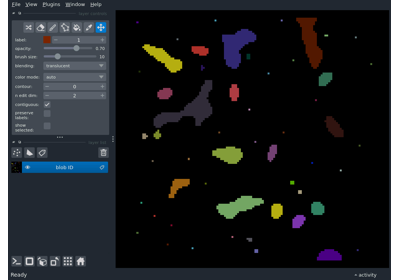 File View Plugins Window Help
label: 1
opacity: 0.70
brush size: 10
blending: translucent
color mode: auto
contour: 0
n edit dim: 2
contiguous:
preserve labels:
show selected:
blob ID
Ready
activity